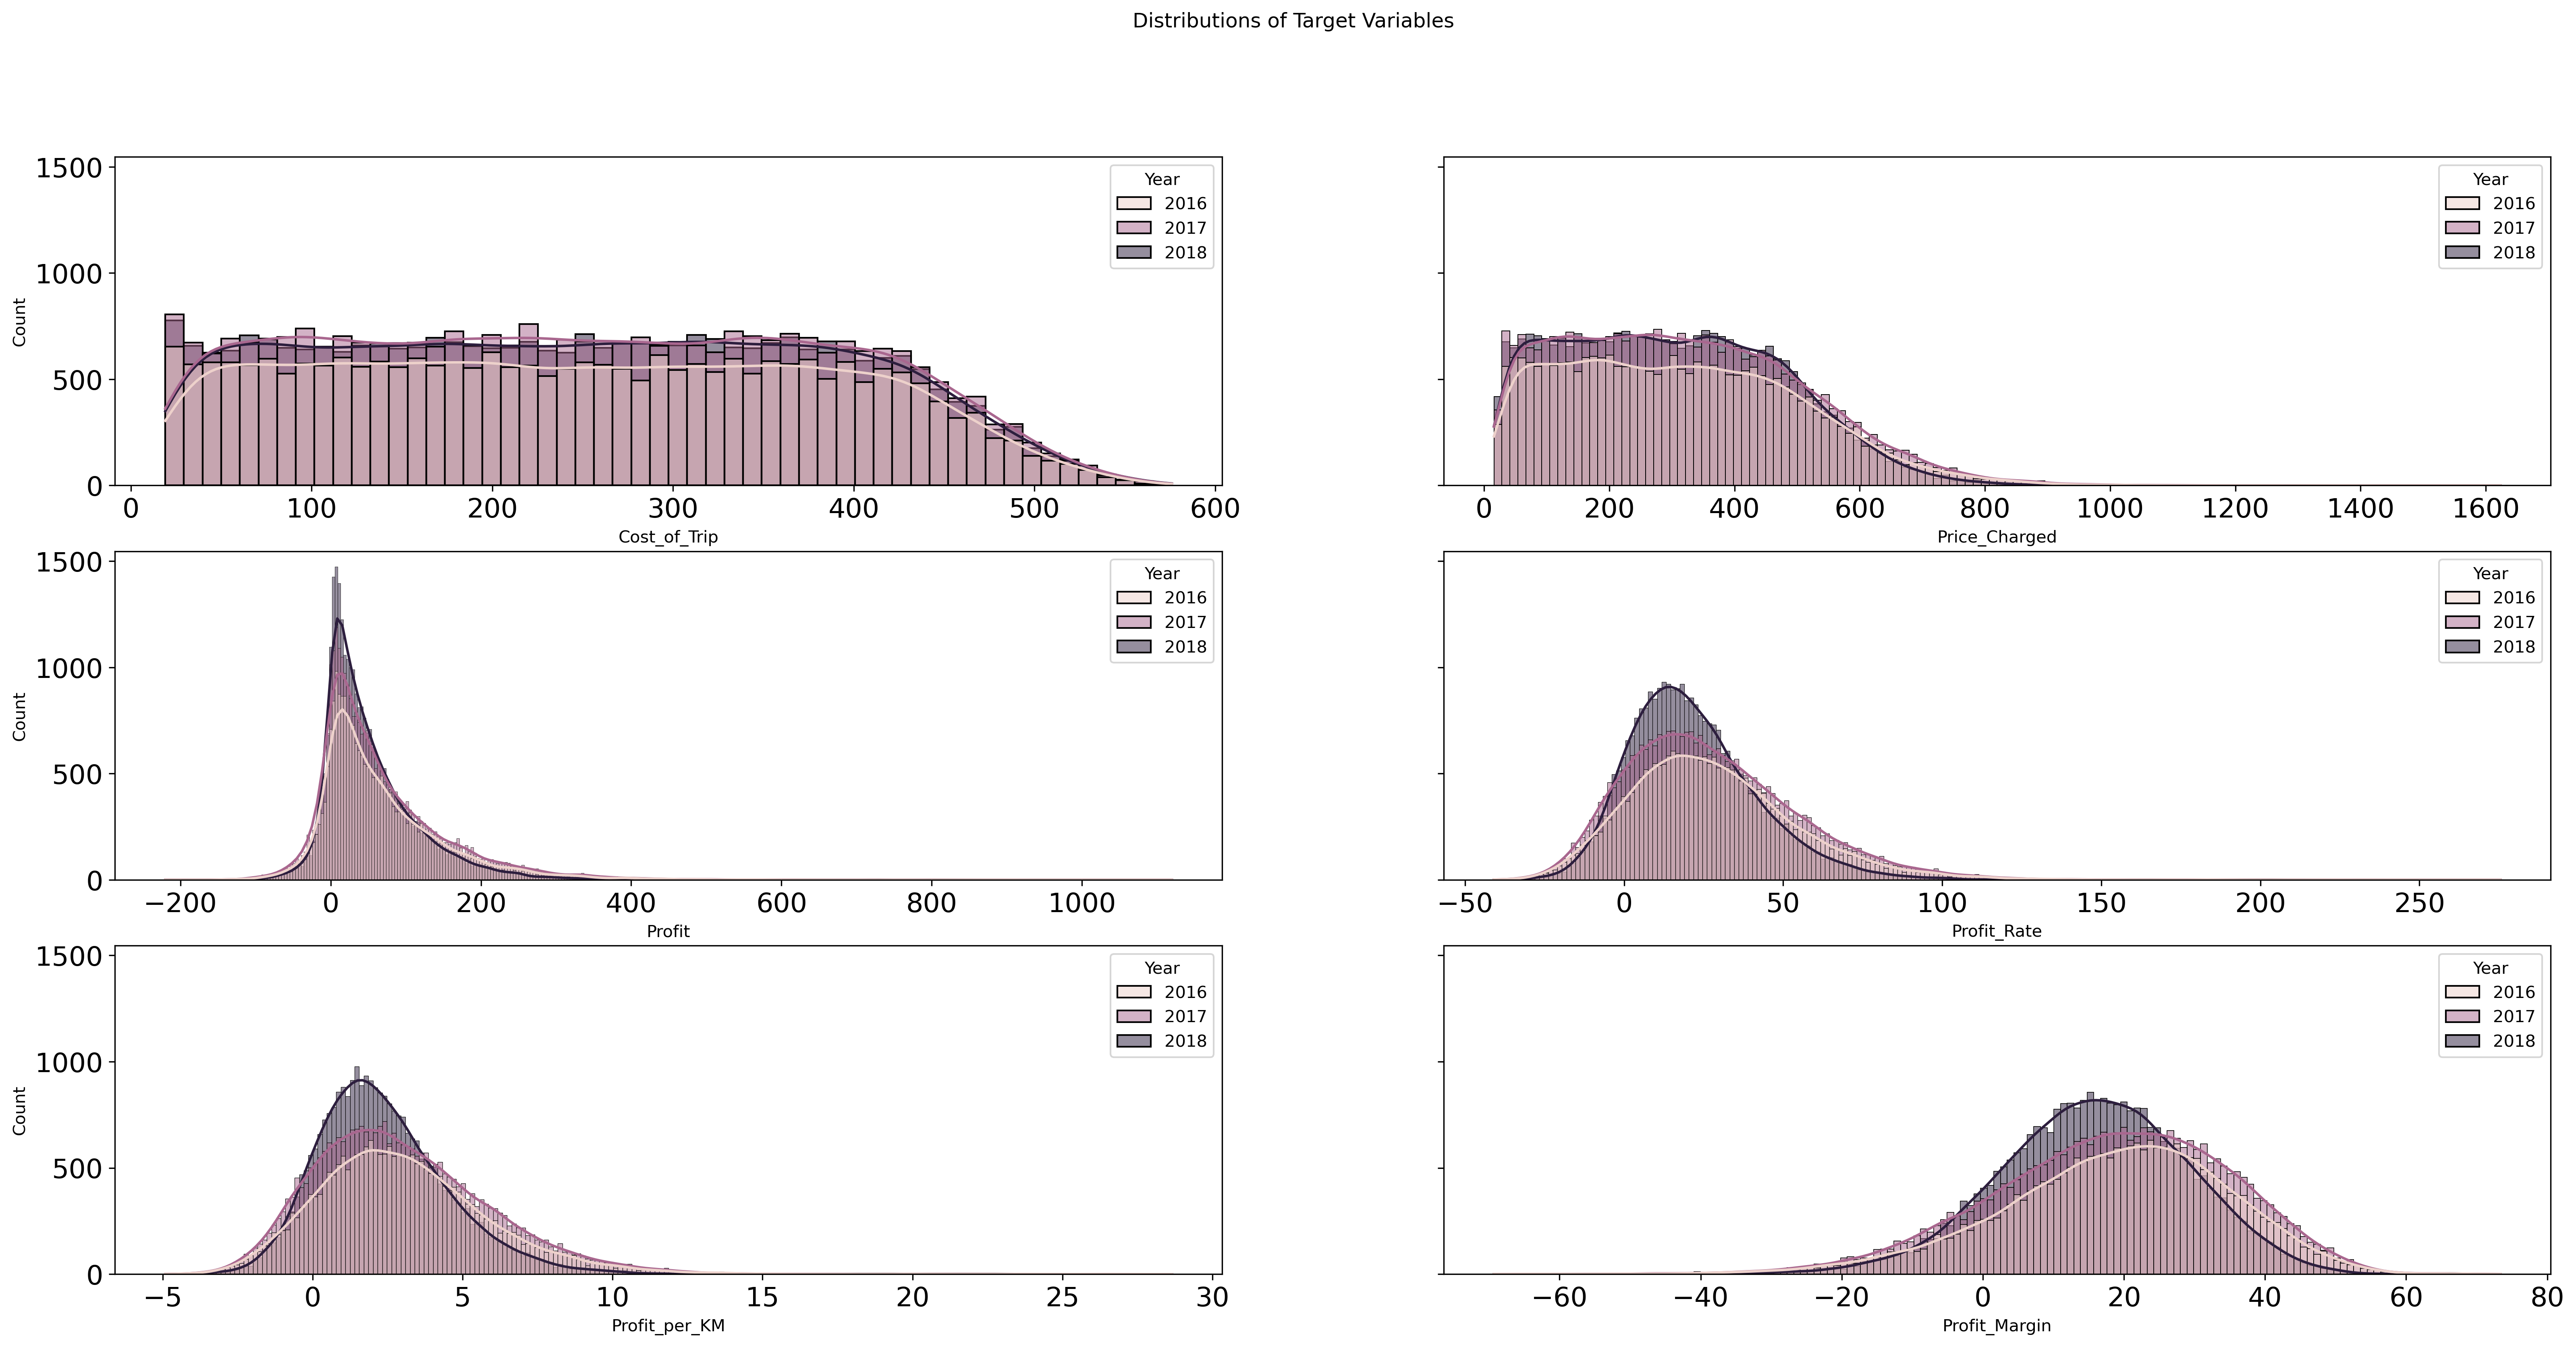 Distributions of Target Variables
1500
1000
500
0
Count
0 100 200 300 400 500 600
Cost_of_Trip
Year
2016
2017
2018
0 200 400 600 800 1000 1200 1400 1600
Price_Charged
Year
2016
2017
2018
1500
1000
500
0
Count
−200 0 200 400 600 800 1000
Profit
Year
2016
2017
2018
−50 0 50 100 150 200 250
Profit_Rate
Year
2016
2017
2018
1500
1000
500
0
Count
−5 0 5 10 15 20 25 30
Profit_per_KM
Year
2016
2017
2018
−60 −40 −20 0 20 40 60 80
Profit_Margin
Year
2016
2017
2018